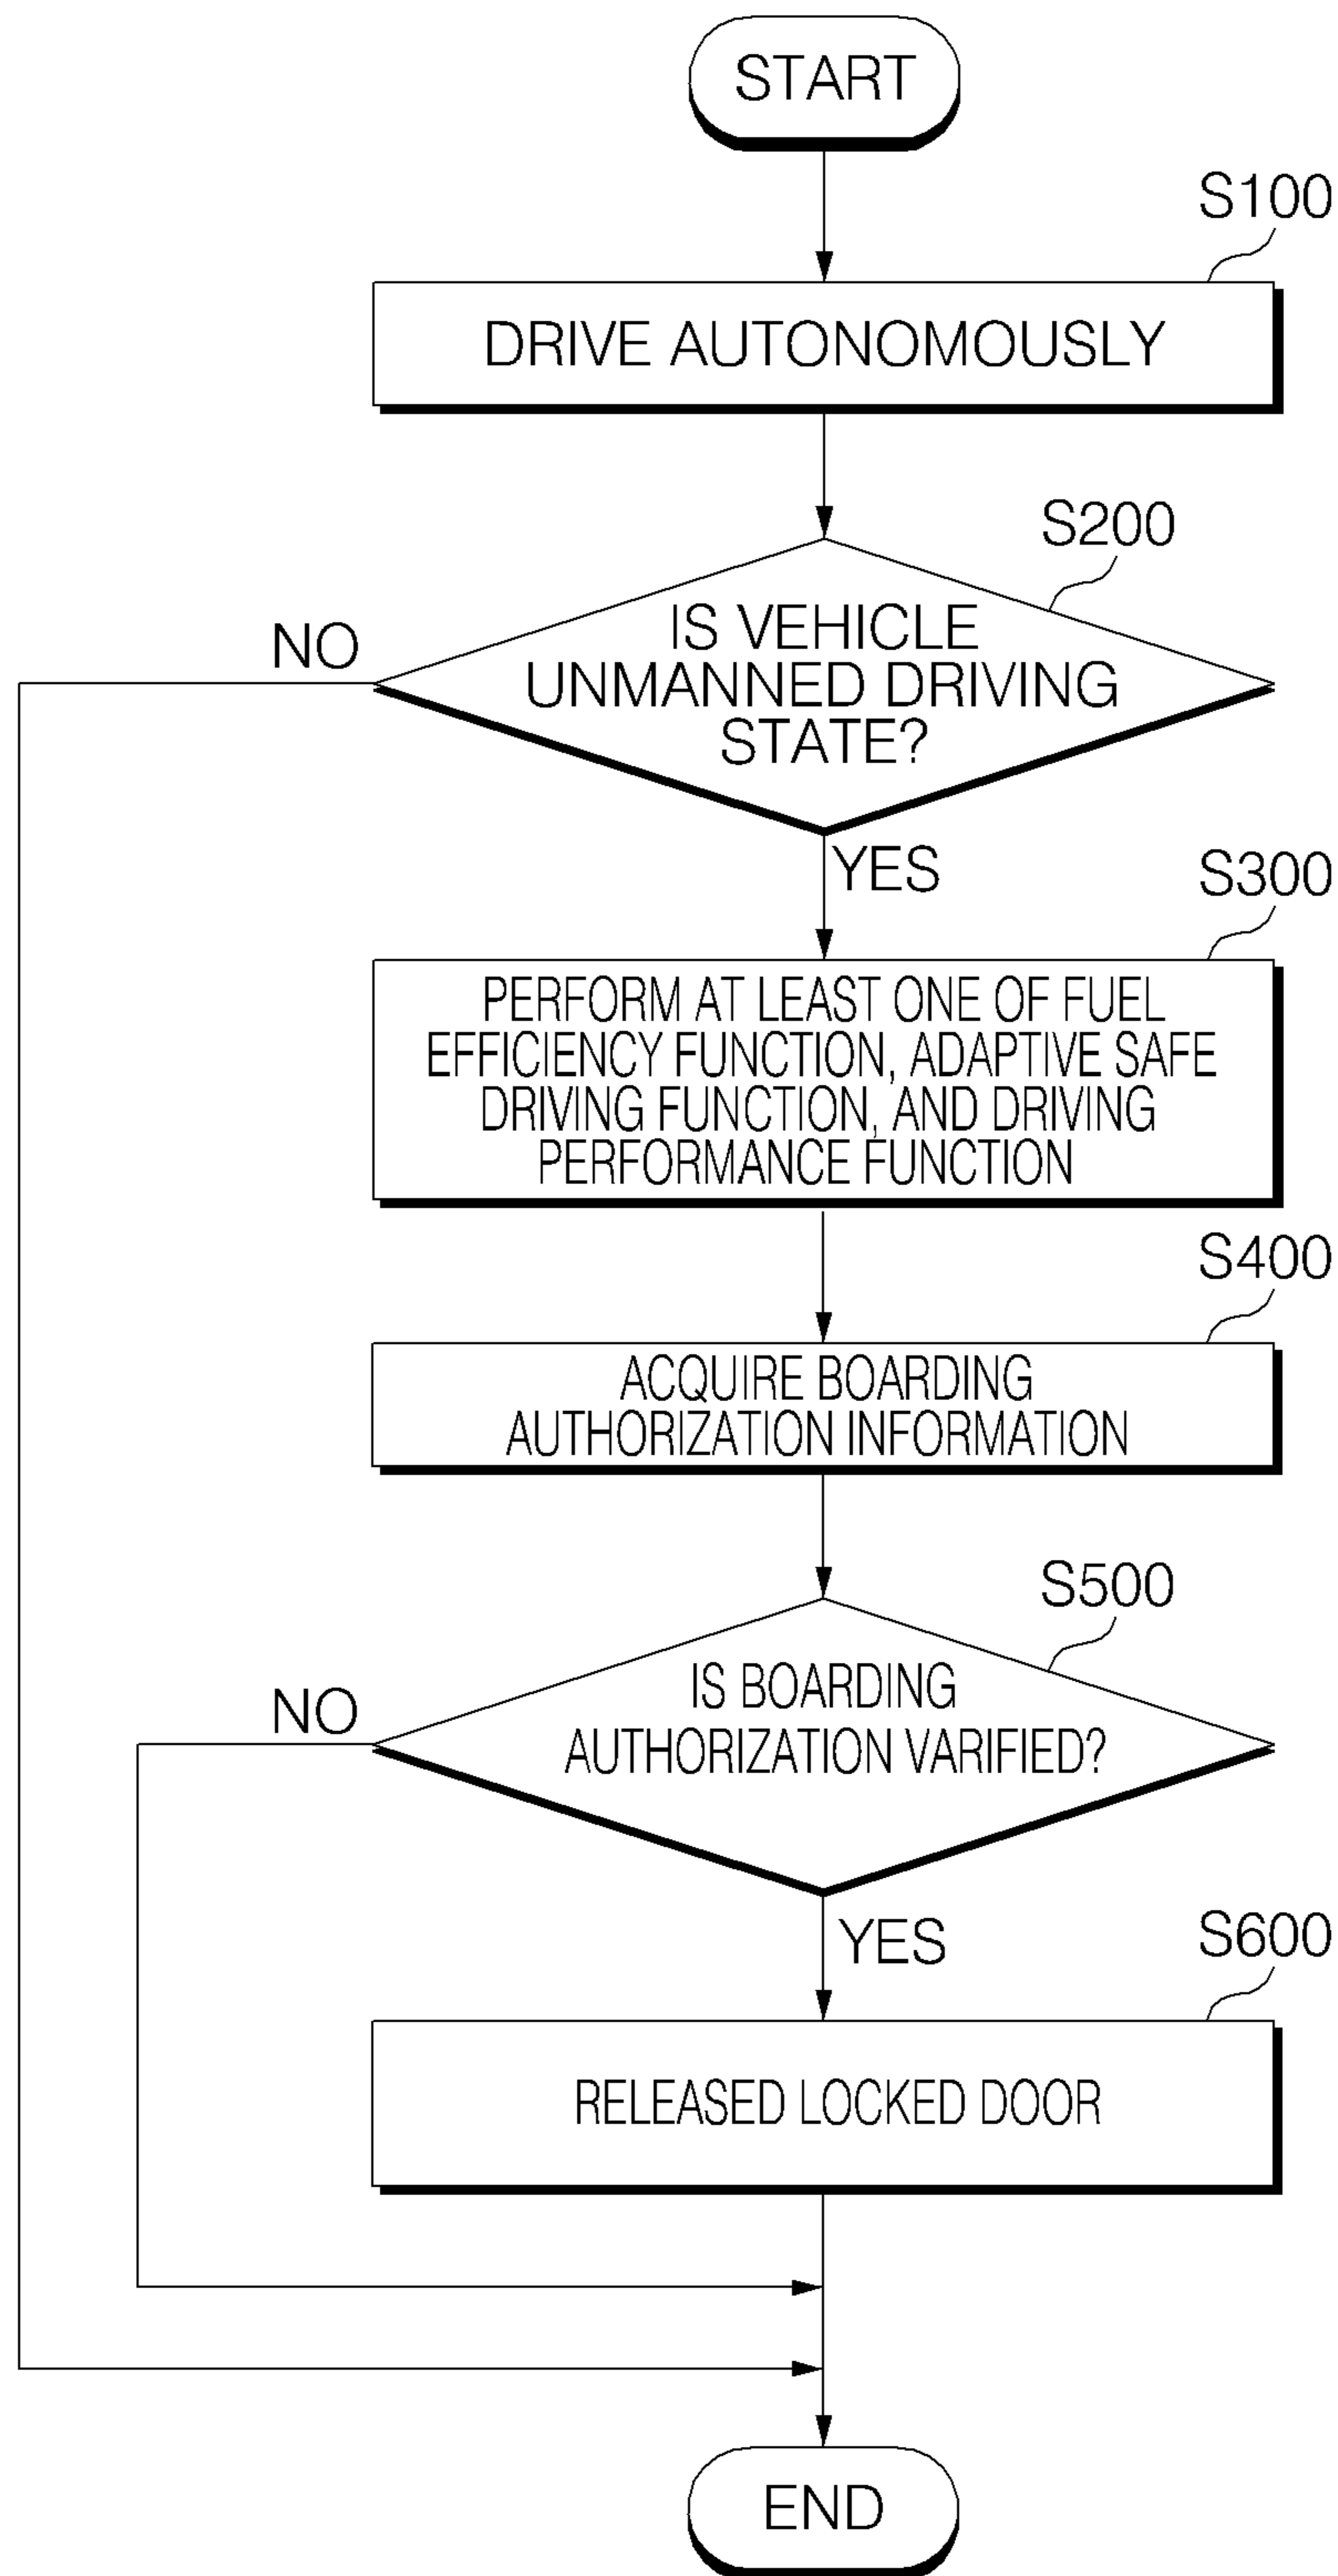 START
S100
DRIVE AUTONOMOUSLY
S200
NO
IS VEHICLE
UNMANNED DRIVING
STATE?
YES
S300
PERFORM AT LEAST ONE OF FUEL
EFFICIENCY FUNCTION, ADAPTIVE SAFE
DRIVING FUNCTION, AND DRIVING
PERFORMANCE FUNCTION
S400
ACQUIRE BOARDING
AUTHORIZATION INFORMATION
S500
NO
IS BOARDING
AUTHORIZATION VARIFIED?
YES
S600
RELEASED LOCKED DOOR
END